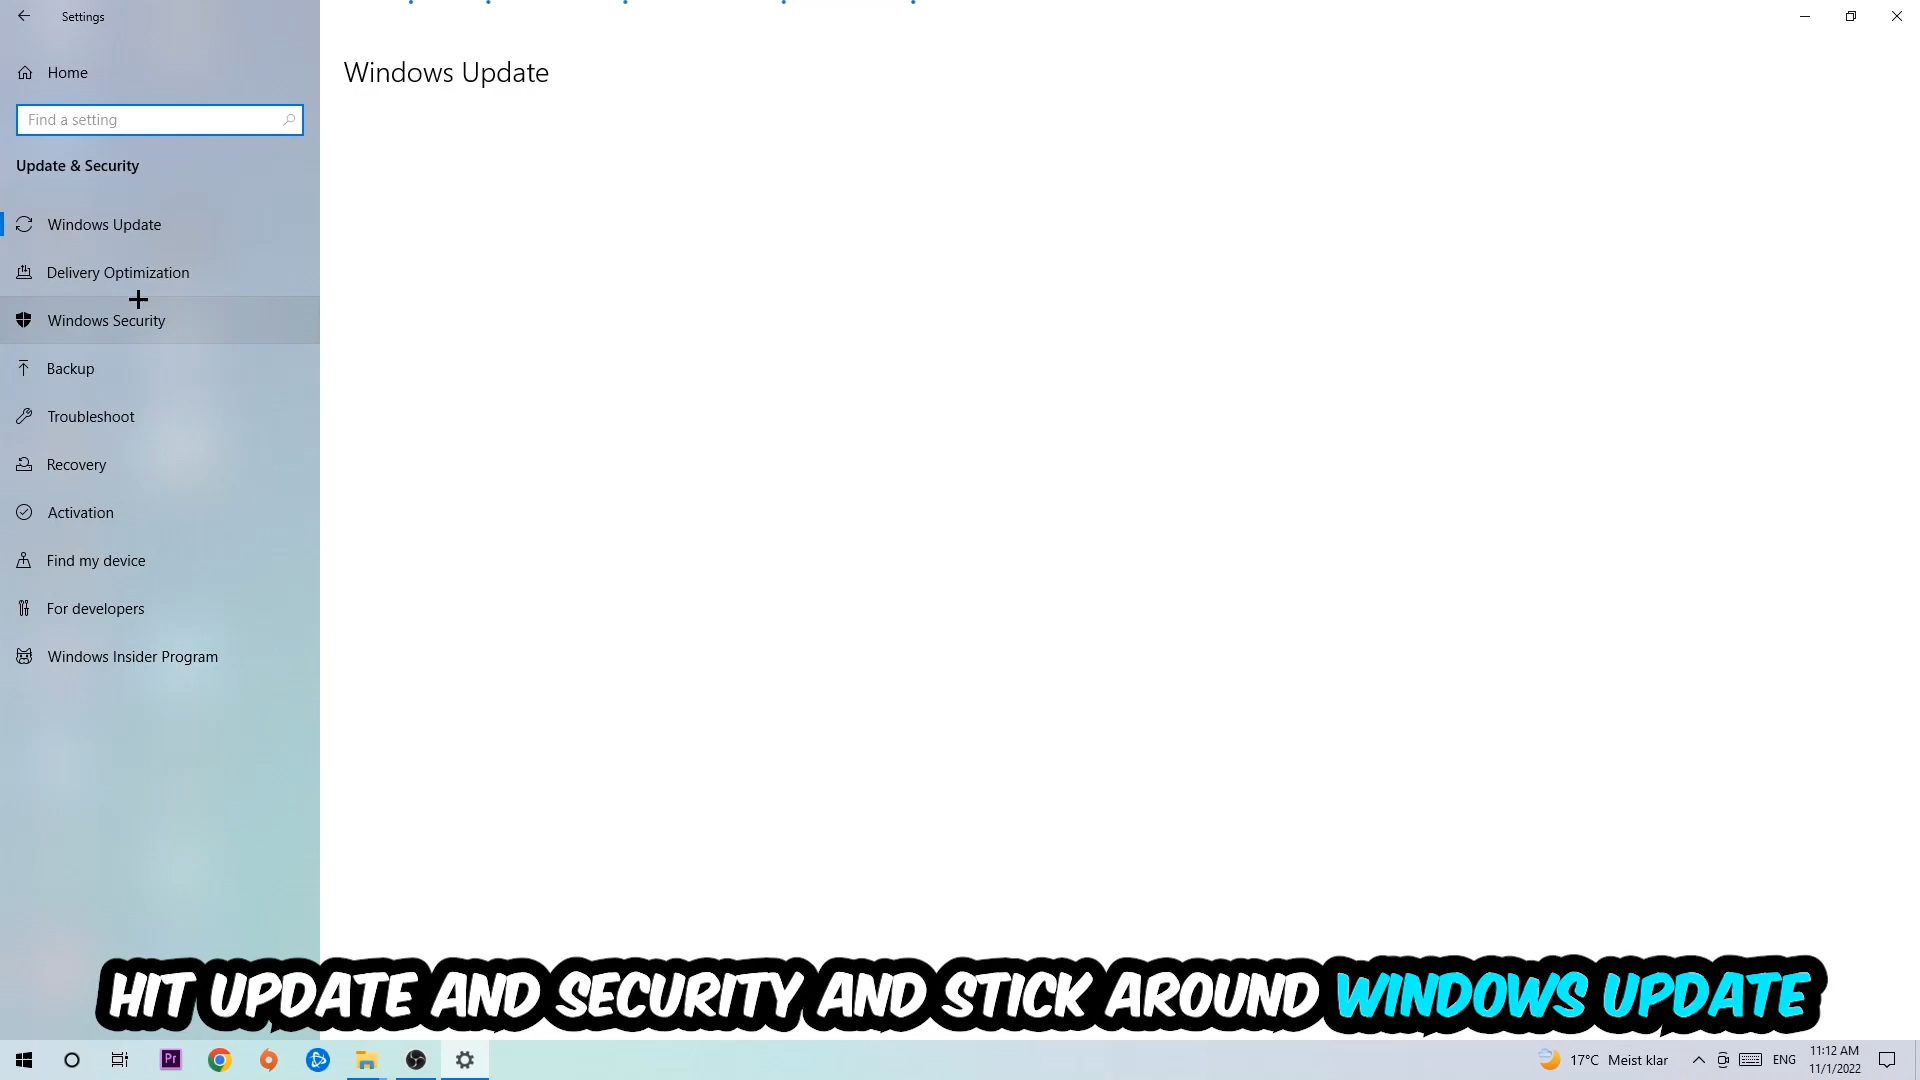 Settings
Home
Find a setting
Update & Security
Windows Update
Delivery Optimization
Windows Security
Backup
Troubleshoot
Recovery
Activation
Find my device
For developers
Windows Insider Program
Windows Update
HIT UPDATE AND SECURITY AND STICK AROUND WINDOWS UPDATE
Pr
17°C Meist klar
ENG
11:12 AM
11/1/2022